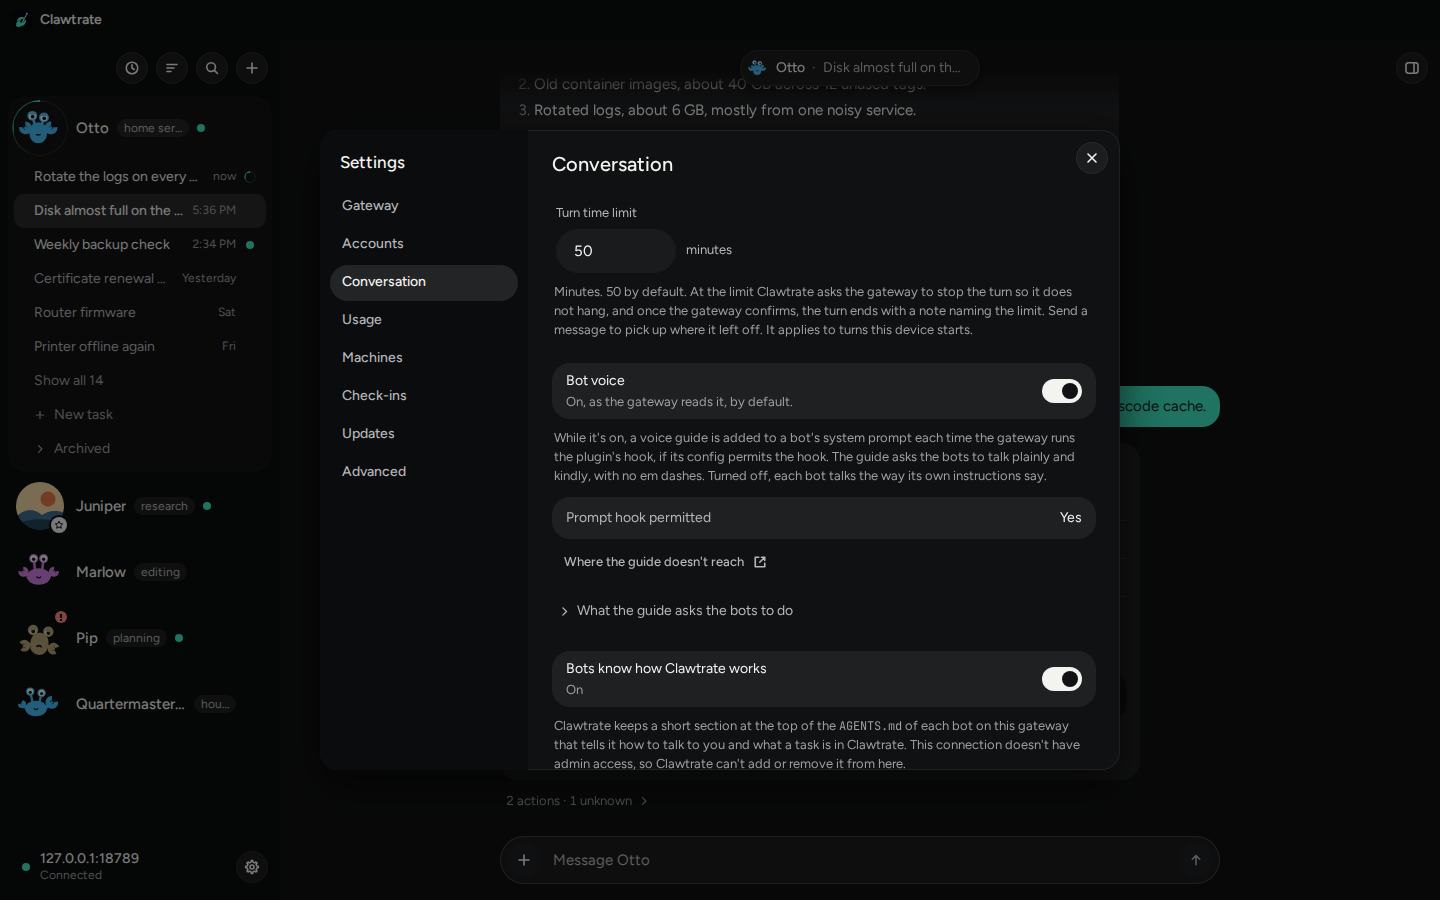 Clawtrate
Otto · Disk almost full on th...
Otto home ser...
Rotate the logs on every ... now
Disk almost full on the ... 5:36 PM
Weekly backup check 2:34 PM
Certificate renewal ... Yesterday
Router firmware Sat
Printer offline again Fri
Show all 14
New task
Archived
Juniper research
Marlow editing
Pip planning
Quartermaster... hou...
127.0.0.1:18789
Connected
2. Old container images, about 40 GB across 12 unused tags.
3. Rotated logs, about 6 GB, mostly from one noisy service.
Settings
Gateway
Accounts
Conversation
Usage
Machines
Check-ins
Updates
Advanced
Conversation
Turn time limit
50 minutes
Minutes. 50 by default. At the limit Clawtrate asks the gateway to stop the turn so it does
not hang, and once the gateway confirms, the turn ends with a note naming the limit. Send a
message to pick up where it left off. It applies to turns this device starts.
Bot voice
On, as the gateway reads it, by default.
While it's on, a voice guide is added to a bot's system prompt each time the gateway runs
the plugin's hook, if its config permits the hook. The guide asks the bots to talk plainly and
kindly, with no em dashes. Turned off, each bot talks the way its own instructions say.
Prompt hook permitted Yes
Where the guide doesn't reach
What the guide asks the bots to do
Bots know how Clawtrate works
On
Clawtrate keeps a short section at the top of the AGENTS.md of each bot on this gateway
that tells it how to talk to you and what a task is in Clawtrate. This connection doesn't have
admin access, so Clawtrate can't add or remove it from here.
scode cache.
2 actions · 1 unknown
Message Otto